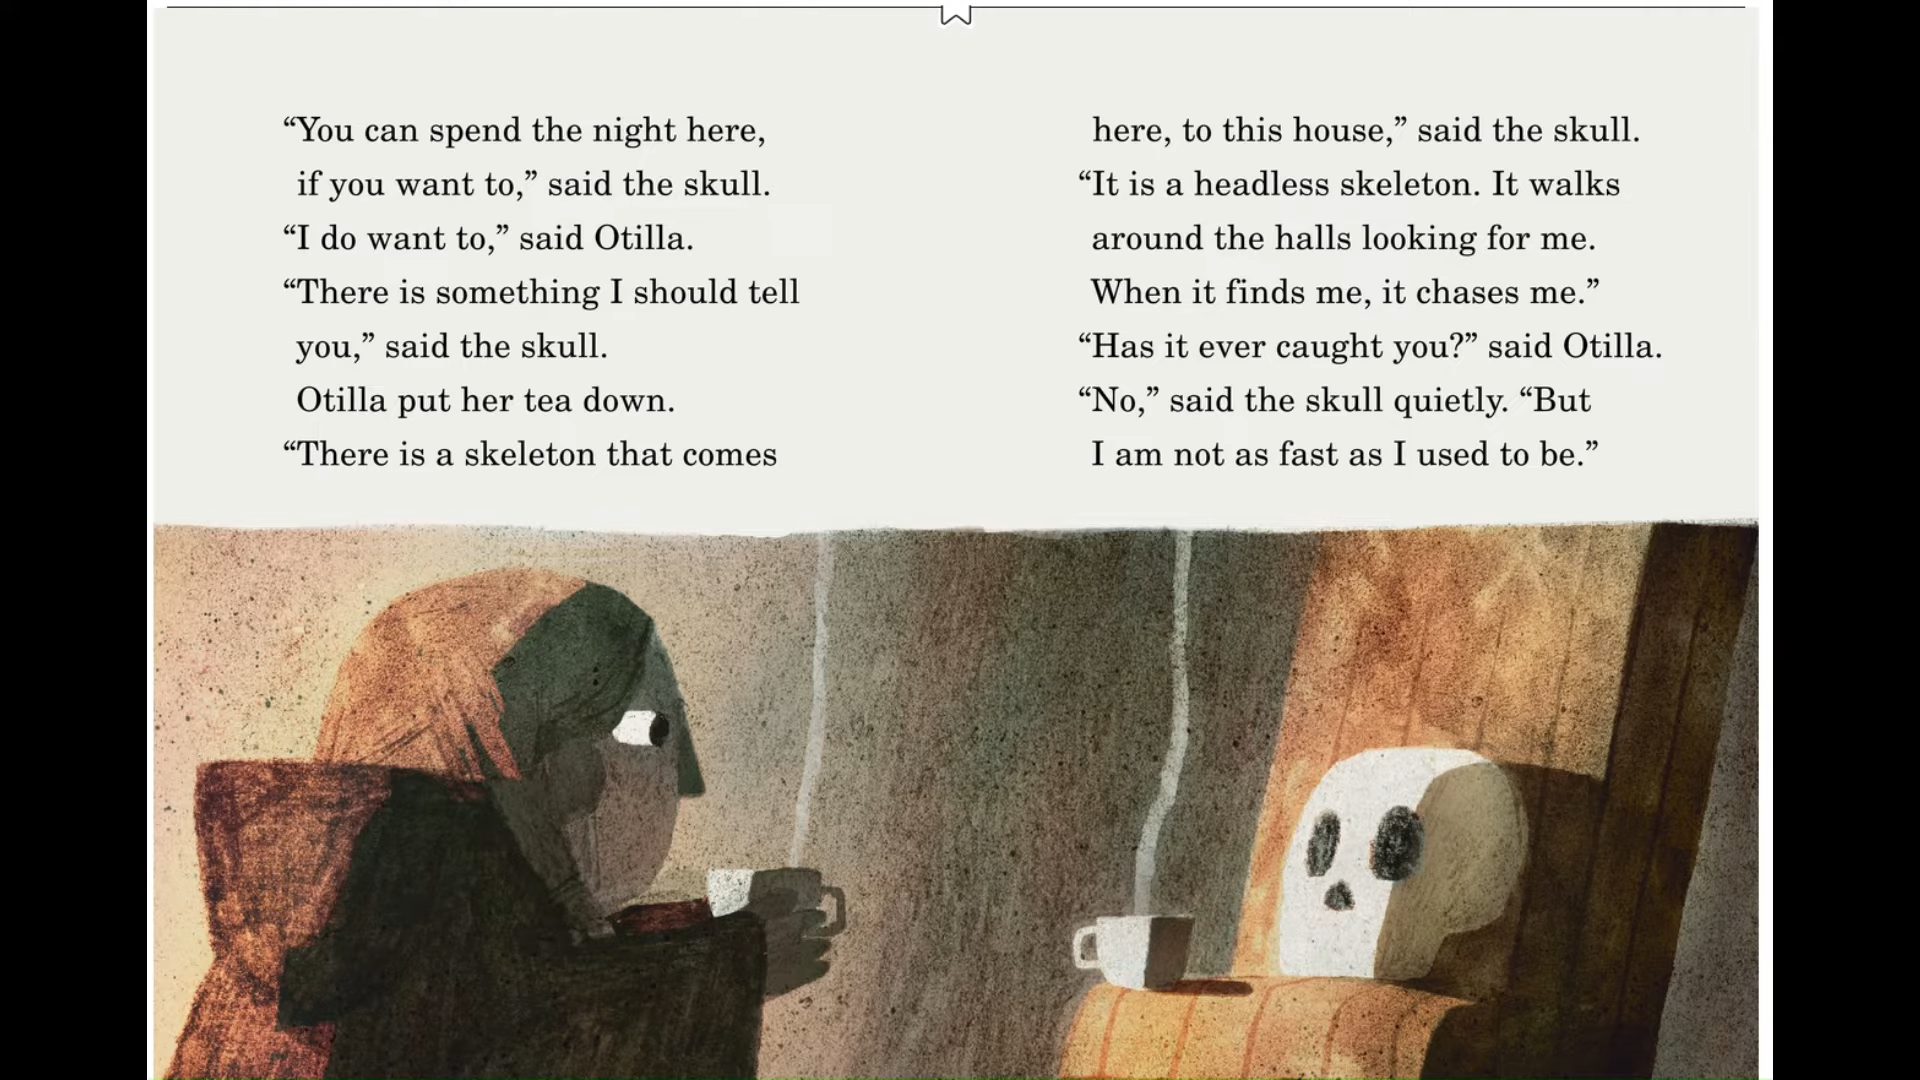 “You can spend the night here,
if you want to,” said the skull.
“I do want to,” said Otilla.
“There is something I should tell
you,” said the skull.
Otilla put her tea down.
“There is a skeleton that comes
here, to this house,” said the skull.
“It is a headless skeleton. It walks
around the halls looking for me.
When it finds me, it chases me.”
“Has it ever caught you?” said Otilla.
“No,” said the skull quietly. “But
I am not as fast as I used to be.”